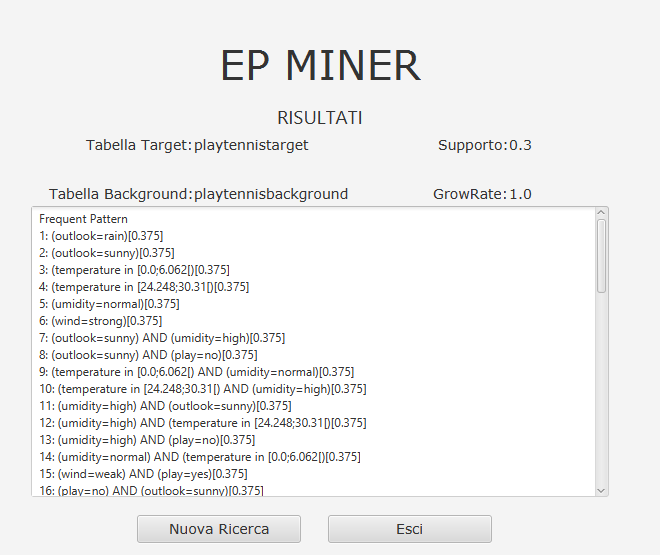 EP MINER
RISULTATI
Tabella Target:playtennistarget Supporto:0.3
Tabella Background:playtennisbackground GrowRate:1.0
Frequent Pattern
1: (outlook=rain)[0.375]
2: (outlook=sunny)[0.375]
3: (temperature in [0.0;6.062[)[0.375]
4: (temperature in [24.248;30.31[)[0.375]
5: (umidity=normal)[0.375]
6: (wind=strong)[0.375]
7: (outlook=sunny) AND (umidity=high)[0.375]
8: (outlook=sunny) AND (play=no)[0.375]
9: (temperature in [0.0;6.062[) AND (umidity=normal)[0.375]
10: (temperature in [24.248;30.31[) AND (umidity=high)[0.375]
11: (umidity=high) AND (outlook=sunny)[0.375]
12: (umidity=high) AND (temperature in [24.248;30.31[)[0.375]
13: (umidity=high) AND (play=no)[0.375]
14: (umidity=normal) AND (temperature in [0.0;6.062[)[0.375]
15: (wind=weak) AND (play=yes)[0.375]
16: (play=no) AND (outlook=sunny)[0.375]
Nuova Ricerca Esci